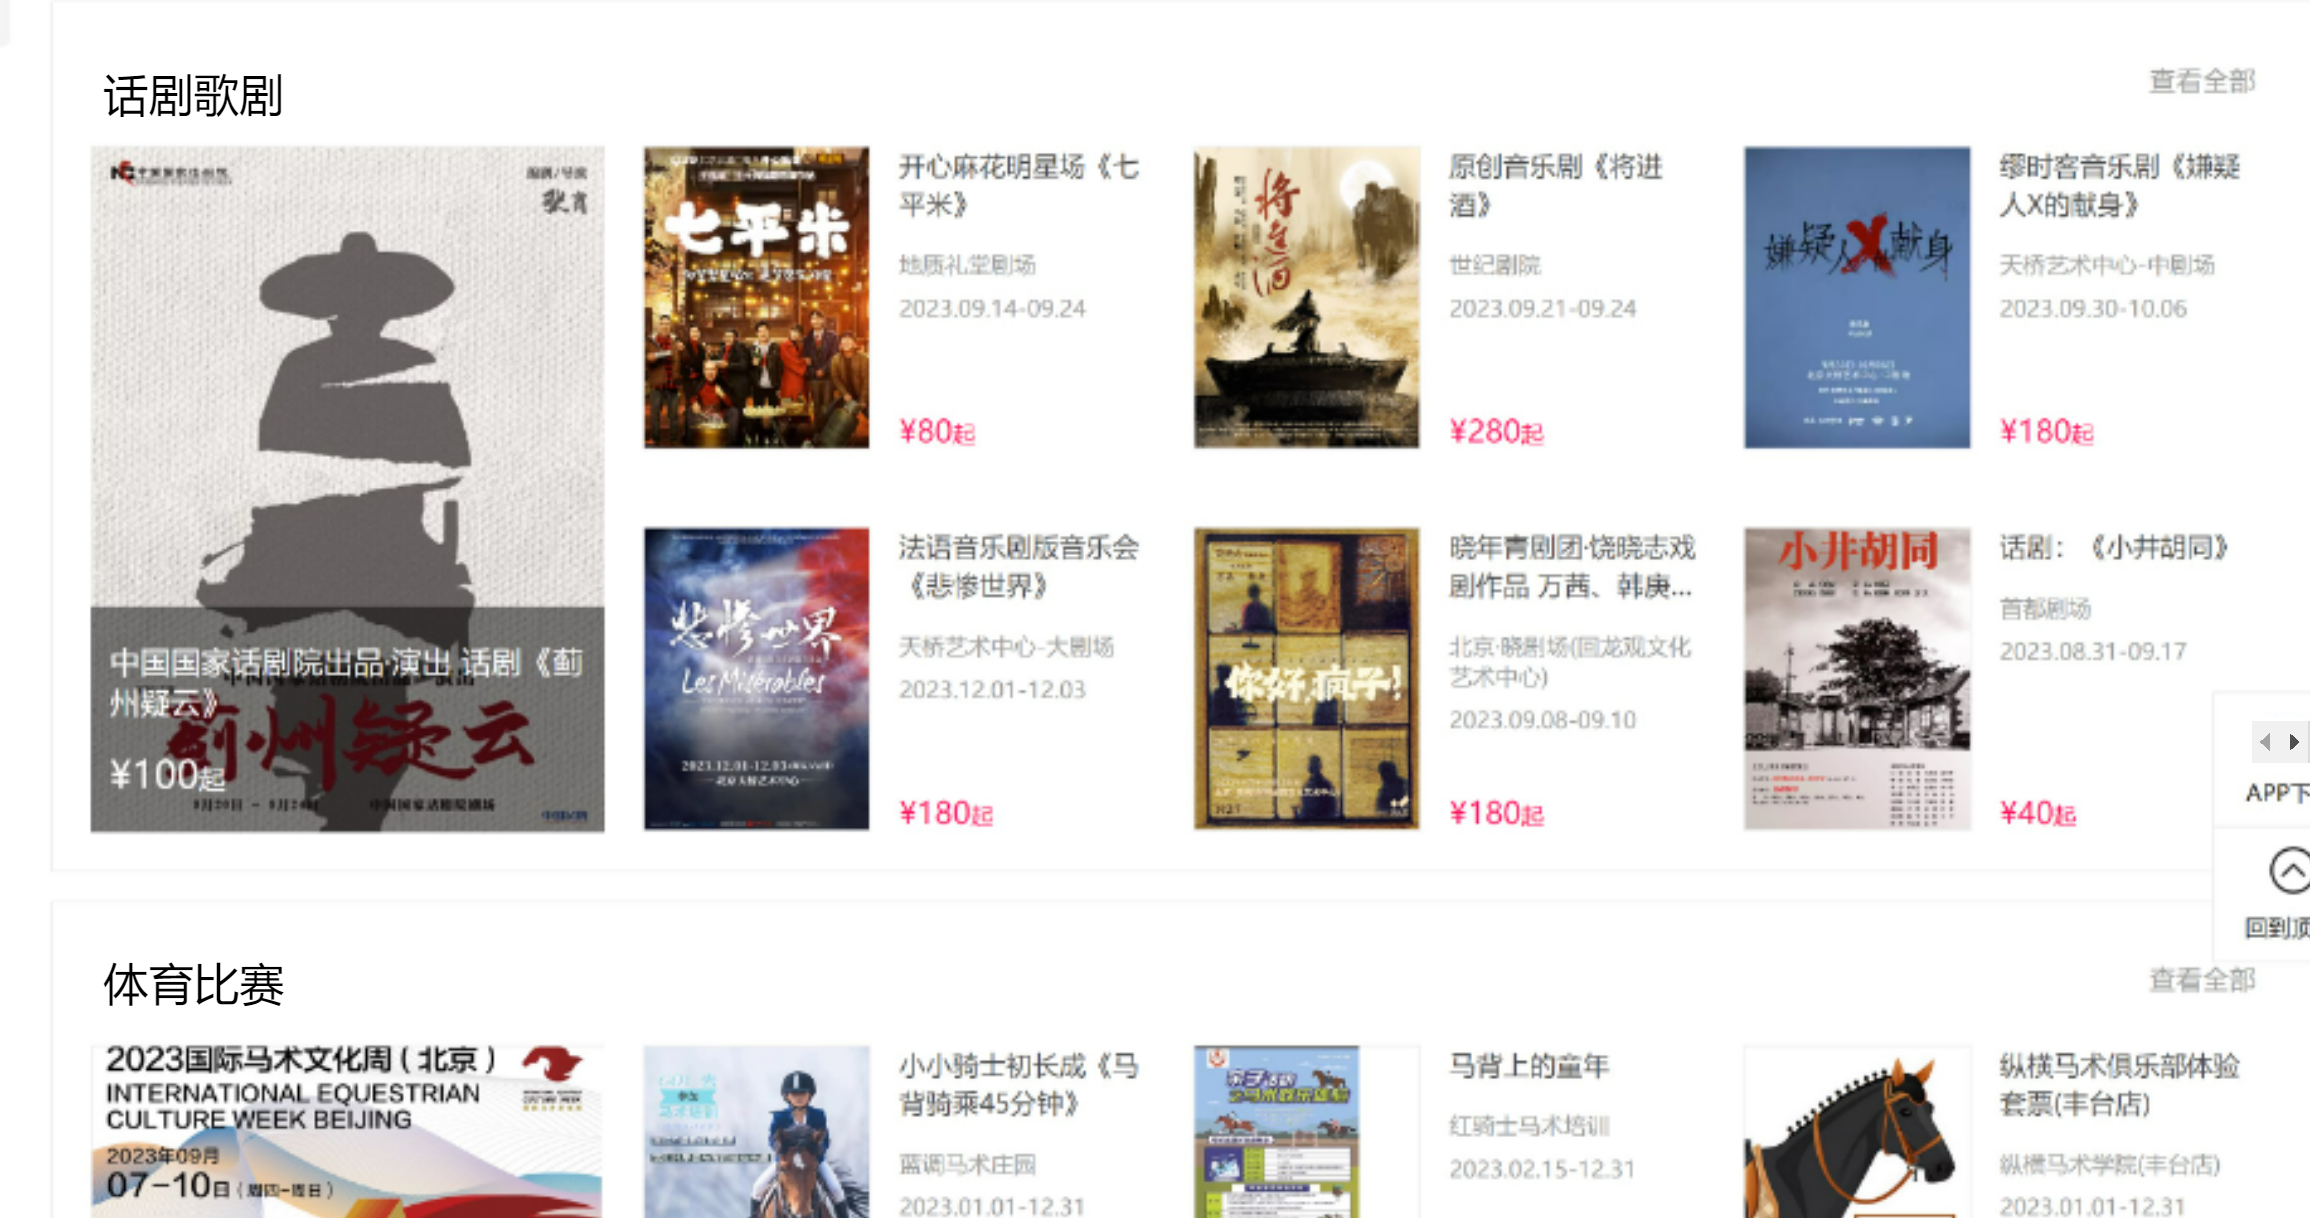 话剧歌剧
查看全部
中国国家话剧院出品·演出 话剧《蓟
州疑云》
¥100起
蓟州疑云
七平米
开心麻花明星场《七
平米》
地质礼堂剧场
2023.09.14-09.24
¥80起
将进酒
原创音乐剧《将进
酒》
世纪剧院
2023.09.21-09.24
¥280起
嫌疑人X的献身
缪时客音乐剧《嫌疑
人X的献身》
天桥艺术中心-中剧场
2023.09.30-10.06
¥180起
悲惨世界
Les Misérables
2023.12.01-12.03
法语音乐剧版音乐会
《悲惨世界》
天桥艺术中心-大剧场
2023.12.01-12.03
¥180起
你好,疯子!
晓年青剧团·饶晓志戏
剧作品 万茜、韩庚...
北京·晓剧场(回龙观文化
艺术中心)
2023.09.08-09.10
¥180起
小井胡同
话剧：《小井胡同》
首都剧场
2023.08.31-09.17
¥40起
APP下
回到顶
体育比赛
查看全部
2023国际马术文化周（北京）
INTERNATIONAL EQUESTRIAN
CULTURE WEEK BEIJING
2023年09月
07-10日（周四-周日）
小小骑士初长成《马
背骑乘45分钟》
蓝调马术庄园
2023.01.01-12.31
马背上的童年
红骑士马术培训
2023.02.15-12.31
纵横马术俱乐部体验
套票(丰台店)
纵横马术学院(丰台店)
2023.01.01-12.31